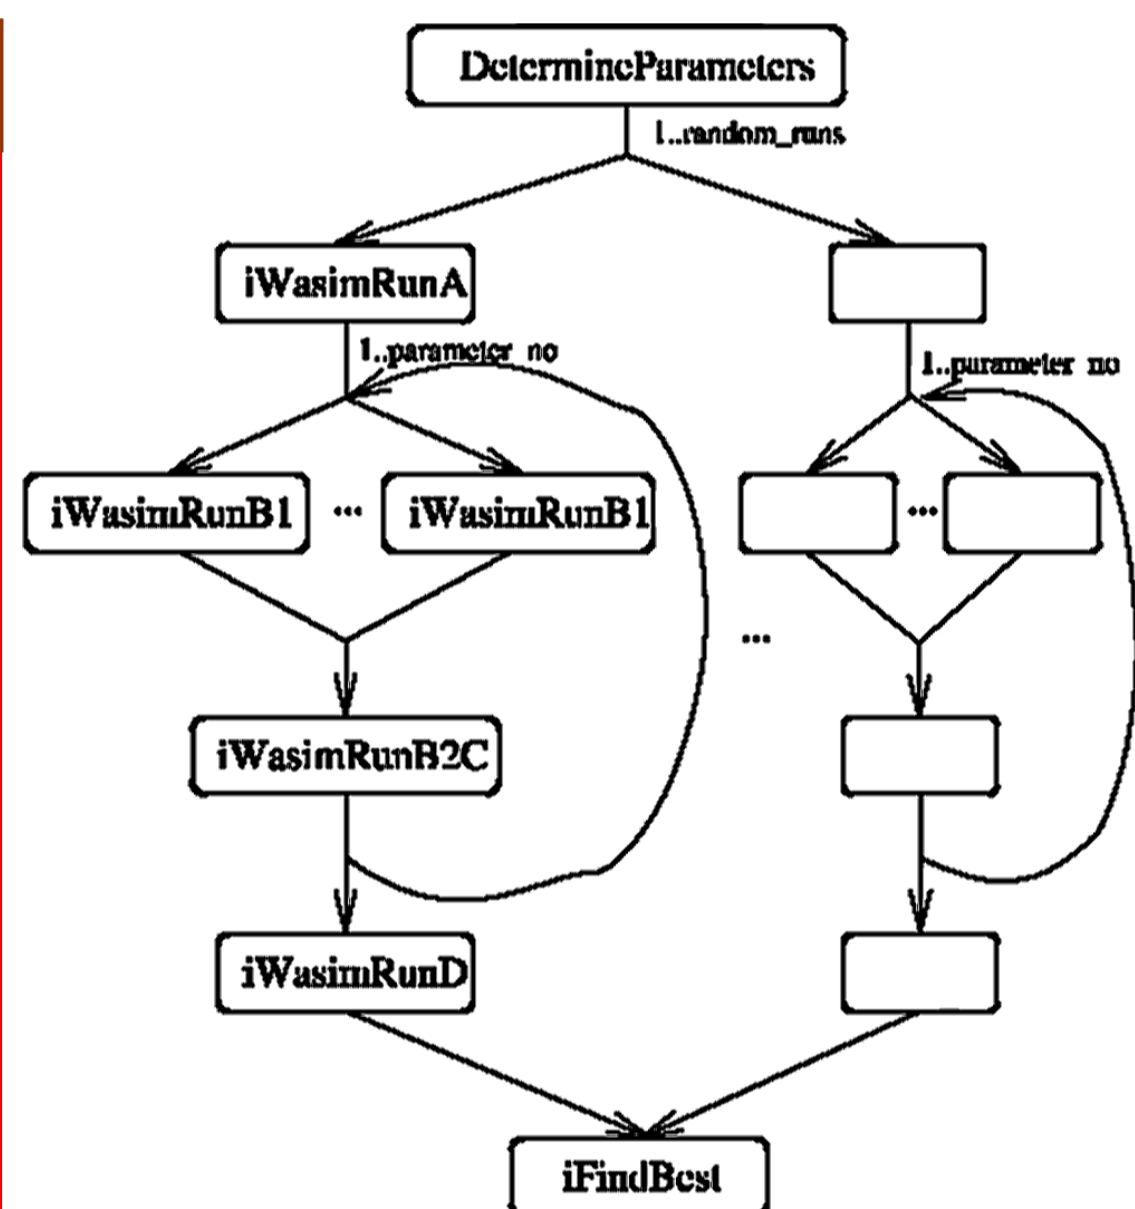 DetermineParameters
1..random_runs
iWasimRunA
1..parameter_no
1..parameter_no
iWasimRunB1 ... iWasimRunB1
...
...
iWasimRunB2C
iWasimRunD
iFindBest